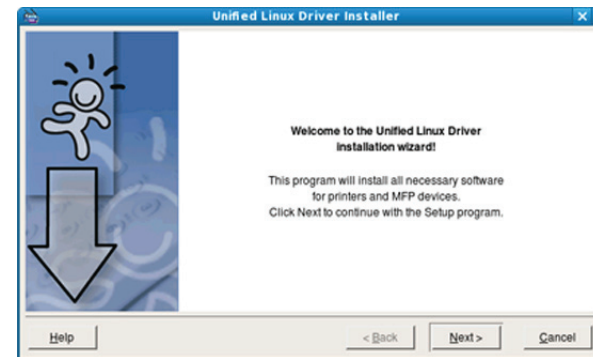 Unified Linux Driver Installer
Welcome to the Unified Linux Driver
installation wizard!
This program will install all necessary software
for printers and MFP devices.
Click Next to continue with the Setup program.
Help
< Back
Next >
Cancel